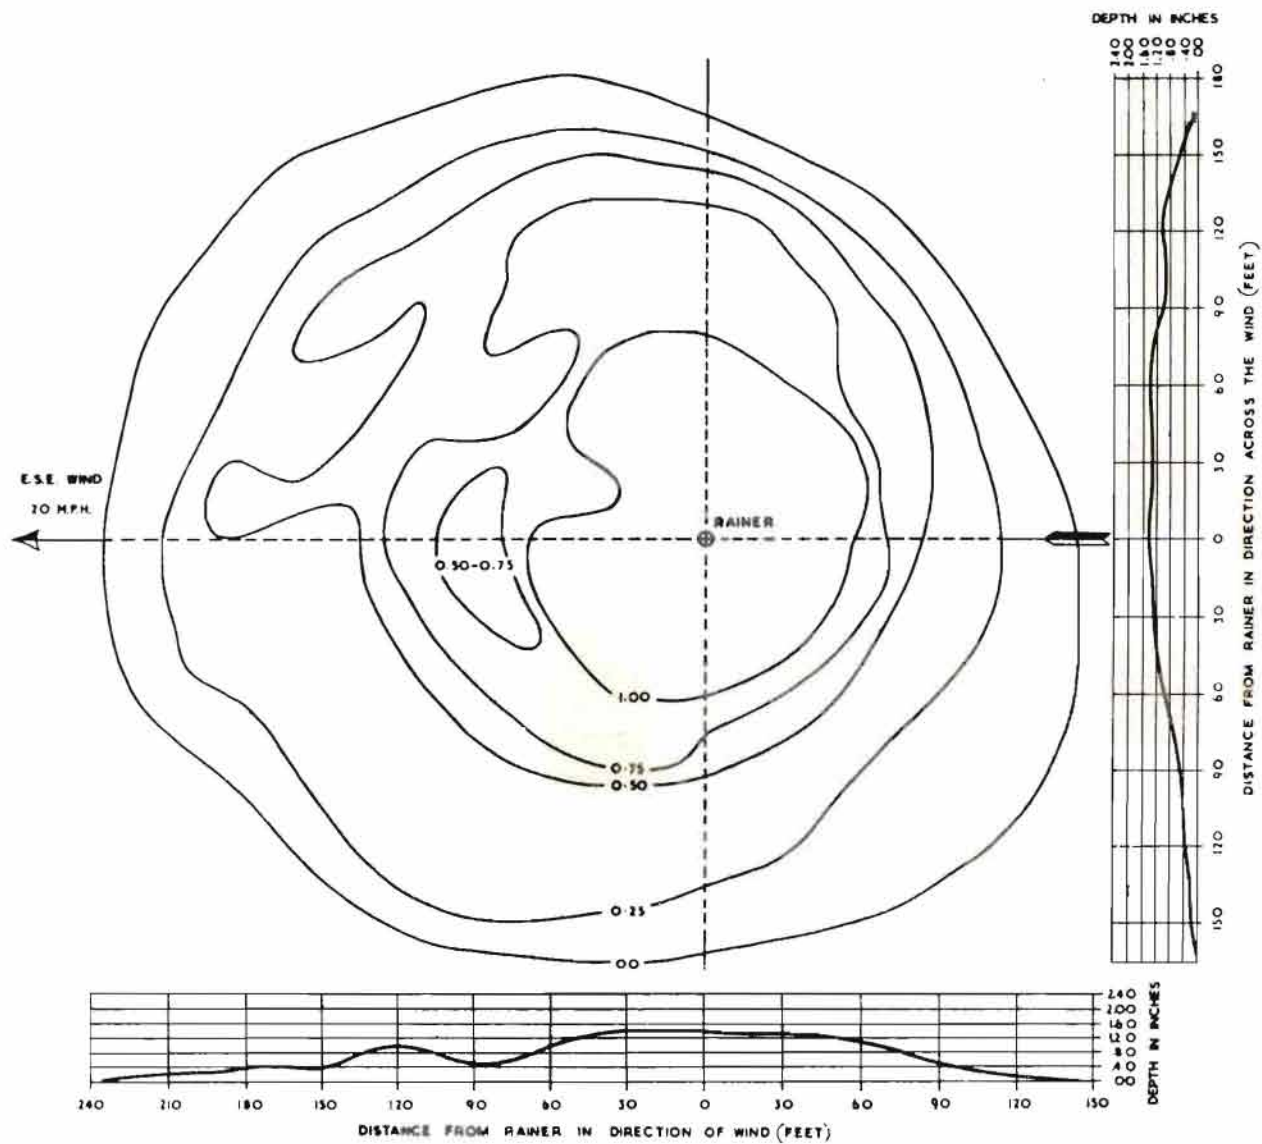 DEPTH IN INCHES
2.40 2.00 1.60 1.20 .80 .40 00
180
150
120
90
60
30
0
30
60
90
120
150
DISTANCE FROM RAINER IN DIRECTION ACROSS THE WIND (FEET)
E.S.E. WIND
20 M.P.H.
RAINER
0.50-0.75
1.00
0.75
0.50
0.25
00
2.40
2.00
1.60
1.20
.80
.40
00
DEPTH IN INCHES
240 210 180 150 120 90 60 30 0 30 60 90 120 150
DISTANCE FROM RAINER IN DIRECTION OF WIND (FEET)